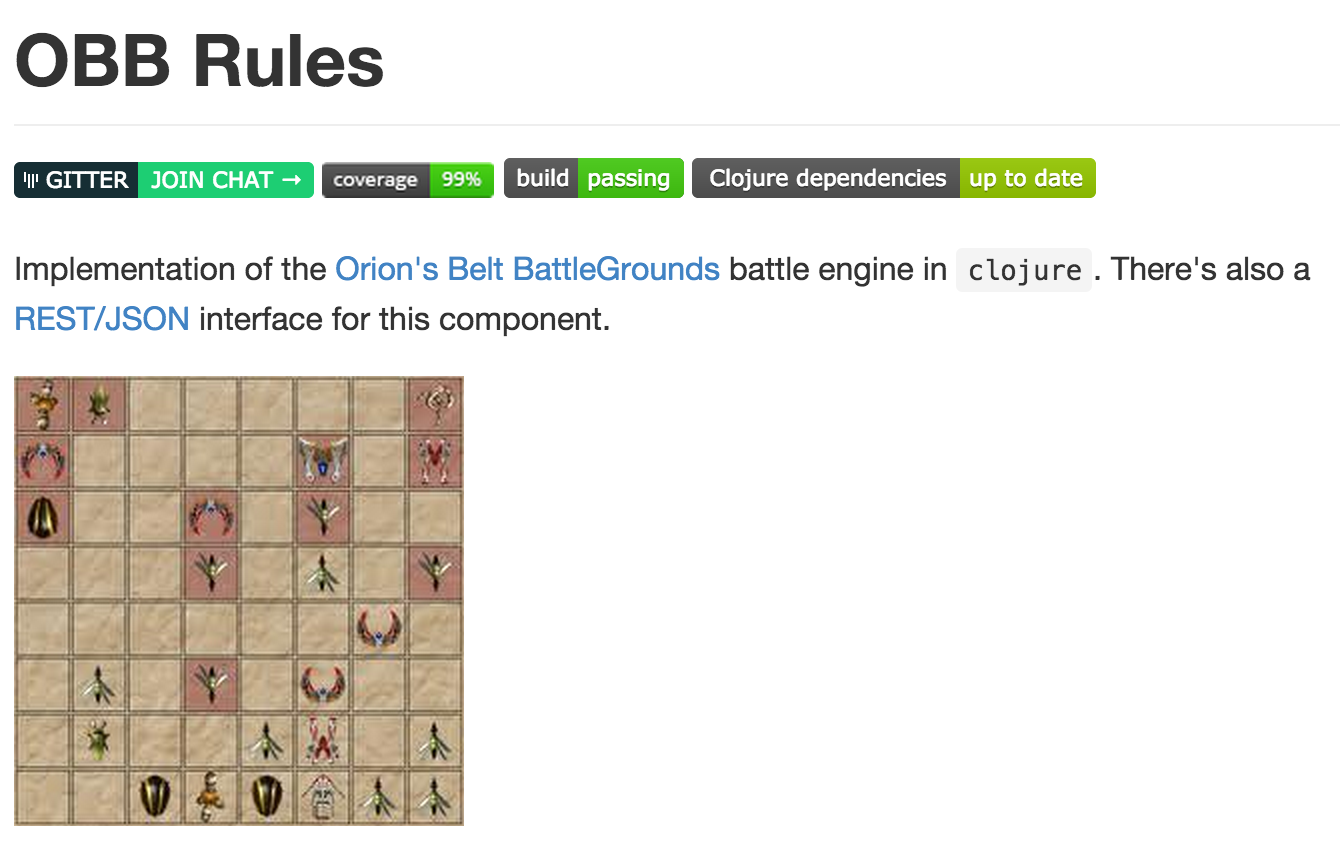 OBB Rules
GITTER JOIN CHAT → coverage 99% build passing Clojure dependencies up to date
Implementation of the Orion's Belt BattleGrounds battle engine in clojure. There's also a
REST/JSON interface for this component.